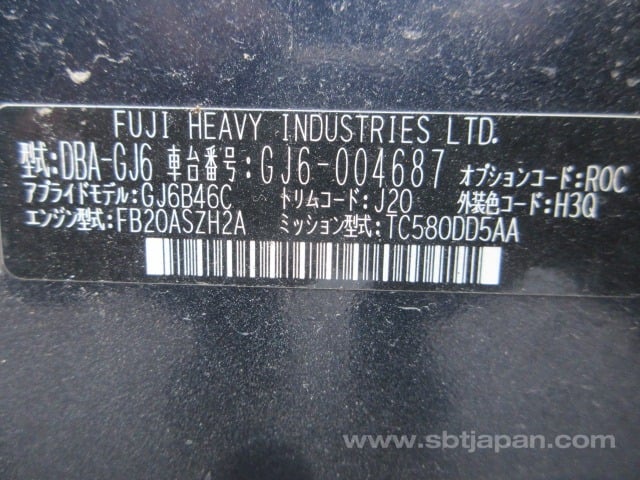 FUJI HEAVY INDUSTRIES LTD.
型式:DBA-GJ6 車台番号:GJ6-004687 オプションコード:ROC
アプライドモデル:GJ6B46C トリムコード:J20 外装色コード:H3Q
エンジン型式:FB20ASZH2A ミッション型式:TC580DD5AA
www.sbtjapan.com